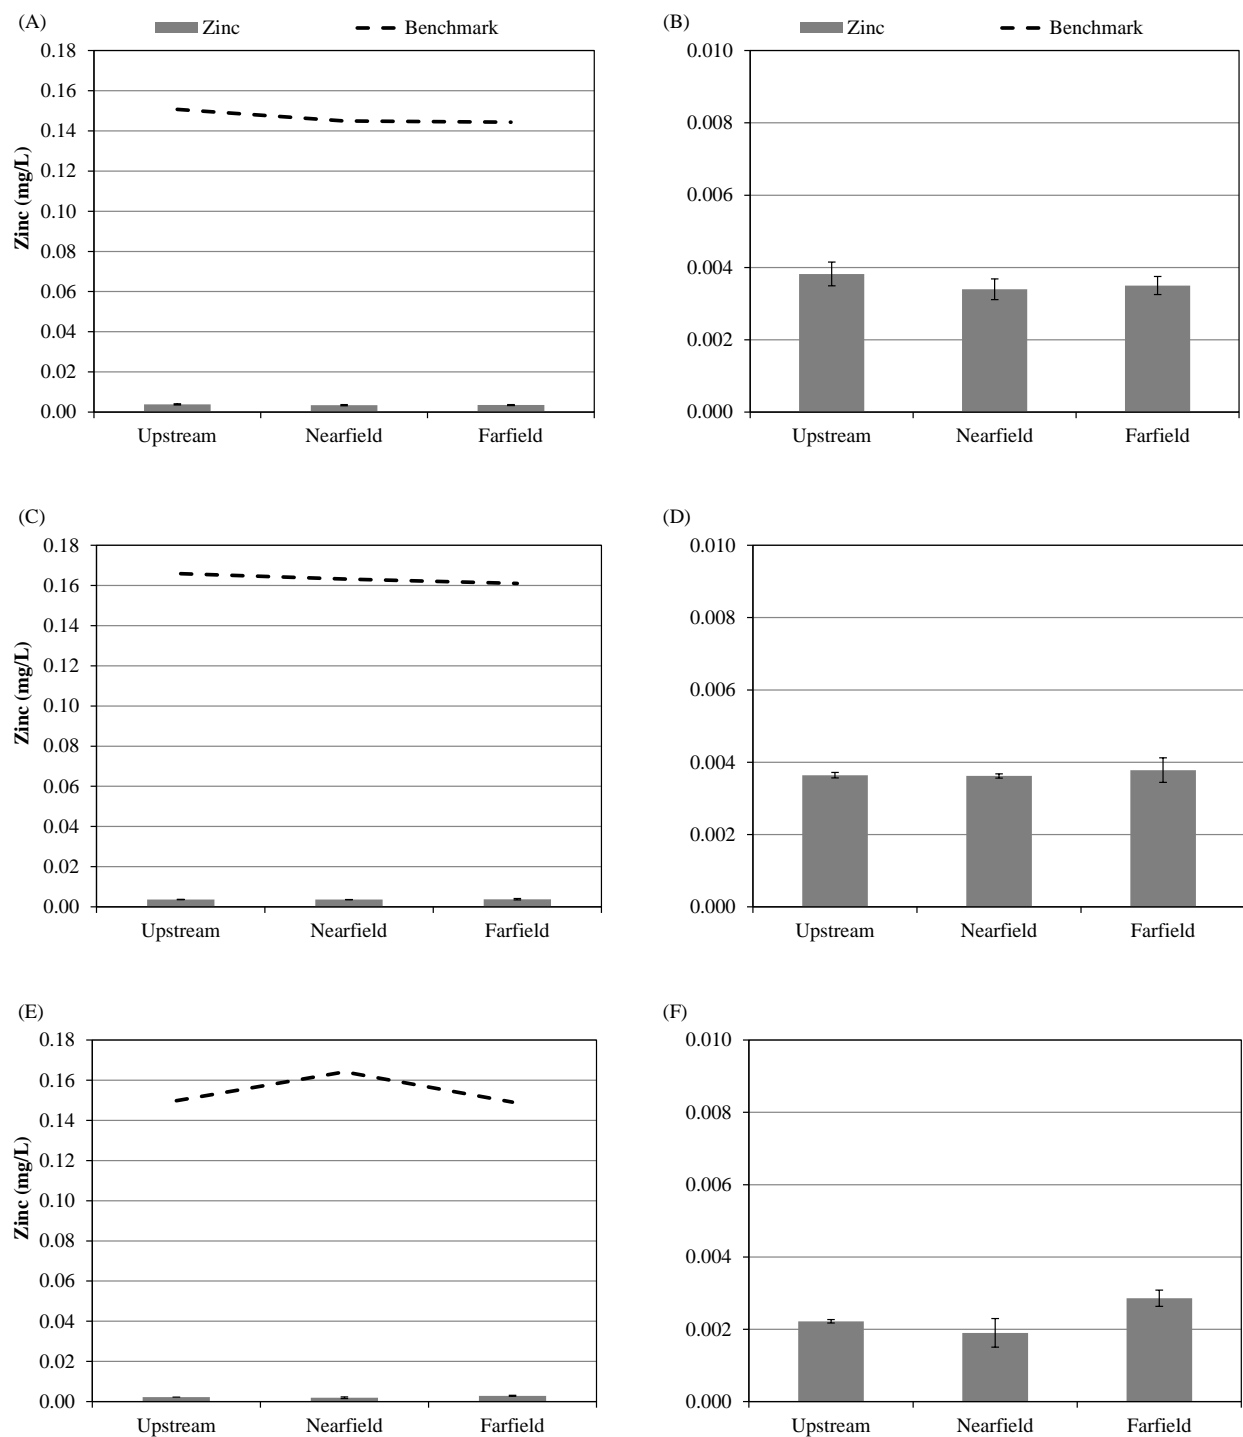 (A)
Zinc
Benchmark
0.18
0.16
0.14
0.12
0.10
0.08
0.06
0.04
0.02
0.00
Zinc (mg/L)
Upstream
Nearfield
Farfield
(B)
Zinc
Benchmark
0.010
0.008
0.006
0.004
0.002
0.000
Upstream
Nearfield
Farfield
(C)
0.18
0.16
0.14
0.12
0.10
0.08
0.06
0.04
0.02
0.00
Zinc (mg/L)
Upstream
Nearfield
Farfield
(D)
0.010
0.008
0.006
0.004
0.002
0.000
Upstream
Nearfield
Farfield
(E)
0.18
0.16
0.14
0.12
0.10
0.08
0.06
0.04
0.02
0.00
Zinc (mg/L)
Upstream
Nearfield
Farfield
(F)
0.010
0.008
0.006
0.004
0.002
0.000
Upstream
Nearfield
Farfield